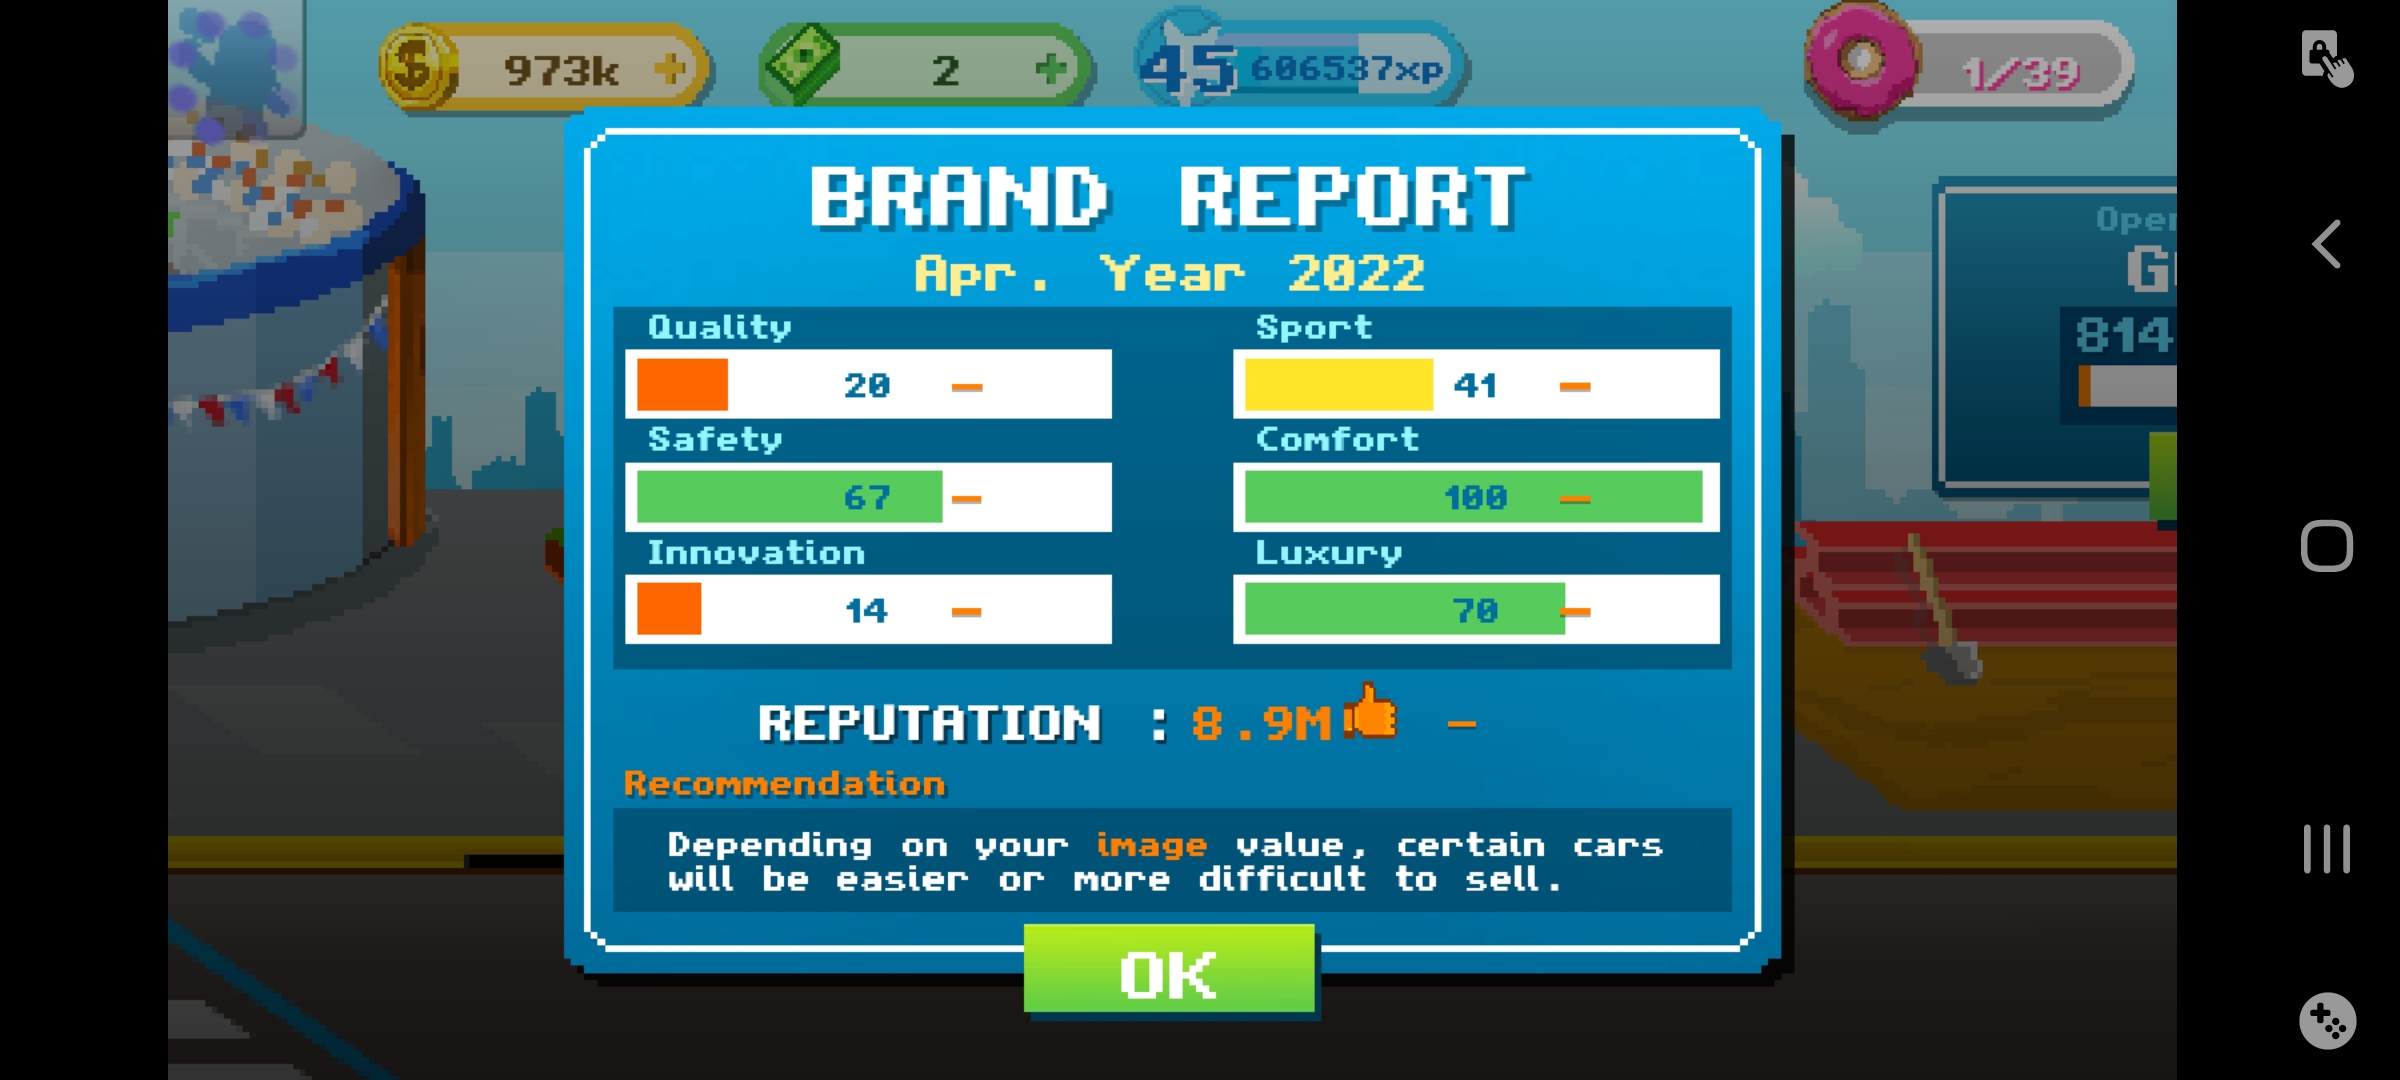 973k +
2 +
45 606537xp
1/39
BRAND REPORT
Apr. Year 2022
Quality
20 -
Sport
41 -
Safety
67 -
Comfort
100 -
Innovation
14 -
Luxury
70 -
REPUTATION : 8.9M -
Recommendation
Depending on your image value, certain cars
will be easier or more difficult to sell.
OK
814